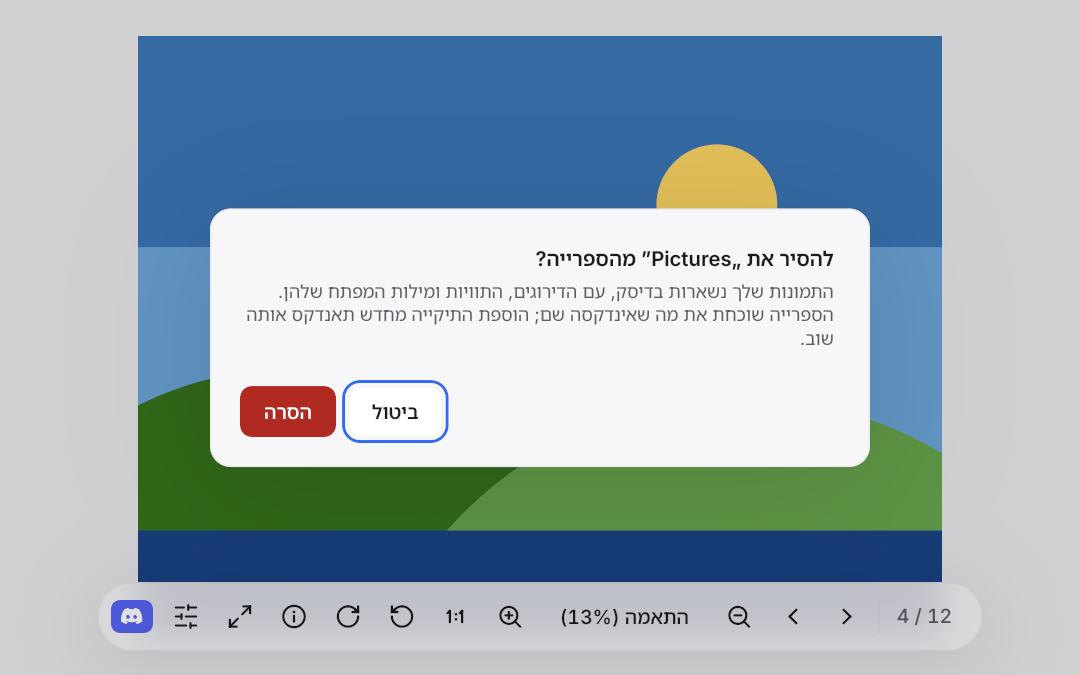 להסיר את „Pictures” מהספרייה?
התמונות שלך נשארות בדיסק, עם הדירוגים, התוויות ומילות המפתח שלהן.
הספרייה שוכחת את מה שאינדקסה שם; הוספת התיקייה מחדש תאנדקס אותה
שוב.
ביטול
הסרה
4 / 12
התאמה (13%)
1:1